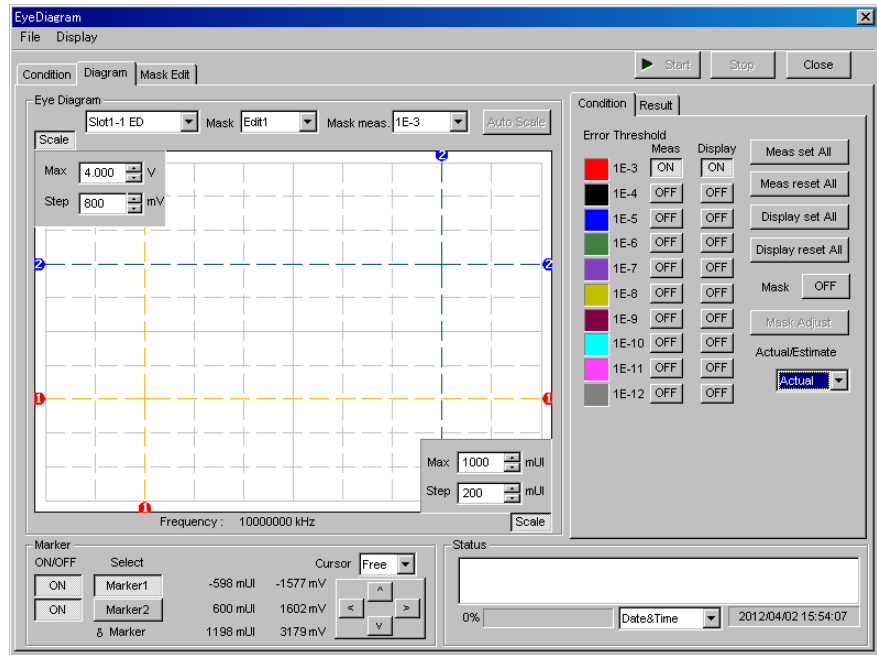 EyeDiagram
File Display
Start Stop Close
Condition Diagram Mask Edit
Eye Diagram
Slot1-1 ED Mask Edit1 Mask meas. 1E-3 Auto Scale
Scale
Max 4.000 V
Step 800 mV
2
2 2
1 1
1
Max 1000 mUI
Step 200 mUI
Frequency : 10000000 kHz
Scale
Condition Result
Error Threshold
Meas Display
1E-3 ON ON
1E-4 OFF OFF
1E-5 OFF OFF
1E-6 OFF OFF
1E-7 OFF OFF
1E-8 OFF OFF
1E-9 OFF OFF
1E-10 OFF OFF
1E-11 OFF OFF
1E-12 OFF OFF
Meas set All
Meas reset All
Display set All
Display reset All
Mask OFF
Mask Adjust
Actual/Estimate
Actual
Marker
ON/OFF Select Cursor Free
ON Marker1 -598 mUI -1577 mV
ON Marker2 600 mUI 1602 mV
δ Marker 1198 mUI 3179 mV
^
< >
v
Status
0% Date&Time 2012/04/02 15:54:07